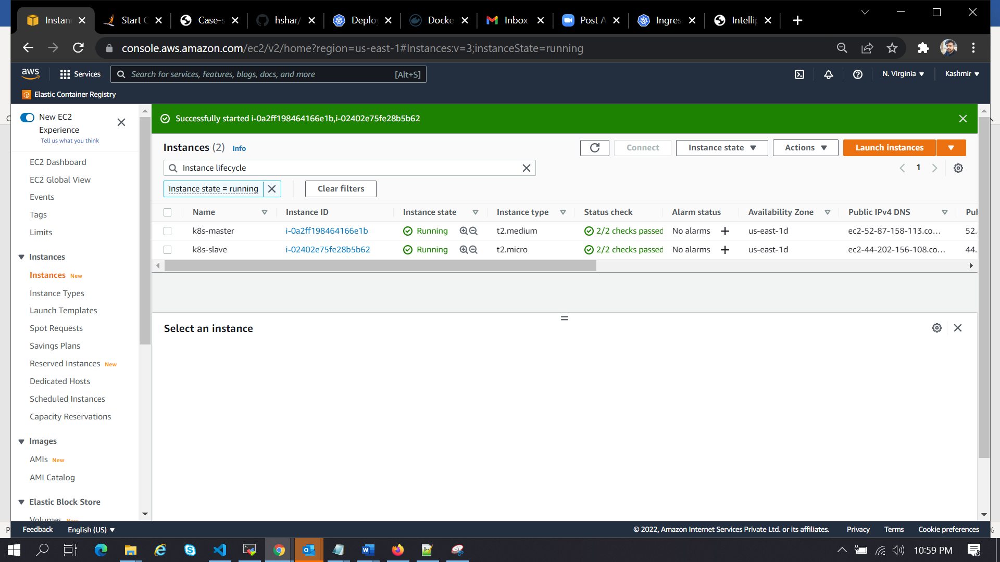 Instan
Start C
Case-s
hshar/
Deploy
Docke
Inbox
Post A
Ingres
Intellip
console.aws.amazon.com/ec2/v2/home?region=us-east-1#Instances:v=3;instanceState=running
aws
Services
Search for services, features, blogs, docs, and more
[Alt+S]
N. Virginia
Kashmir
Elastic Container Registry
New EC2
Experience
Tell us what you think
EC2 Dashboard
EC2 Global View
Events
Tags
Limits
Instances
Instances New
Instance Types
Launch Templates
Spot Requests
Savings Plans
Reserved Instances New
Dedicated Hosts
Scheduled Instances
Capacity Reservations
Images
AMIs New
AMI Catalog
Elastic Block Store
Volumes New
Successfully started i-0a2ff198464166e1b,i-02402e75fe28b5b62
Instances (2) Info
Connect
Instance state
Actions
Launch instances
Instance lifecycle
1
Instance state = running
Clear filters
Name Instance ID Instance state Instance type Status check Alarm status Availability Zone Public IPv4 DNS Pul
k8s-master i-0a2ff198464166e1b Running t2.medium 2/2 checks passed No alarms + us-east-1d ec2-52-87-158-113.co... 52.
k8s-slave i-02402e75fe28b5b62 Running t2.micro 2/2 checks passed No alarms + us-east-1d ec2-44-202-156-108.co... 44.
Select an instance
Feedback English (US)
© 2022, Amazon Internet Services Private Ltd. or its affiliates. Privacy Terms Cookie preferences
10:59 PM